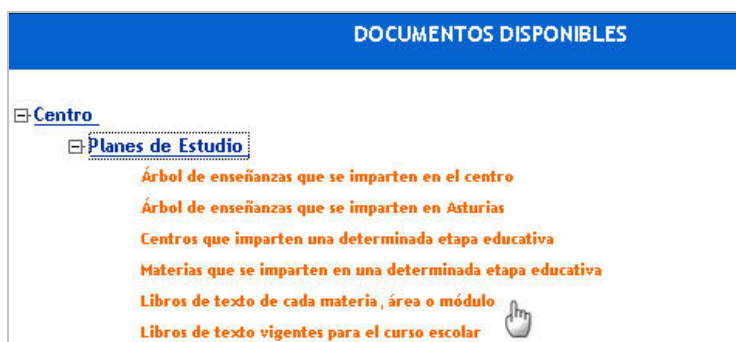 DOCUMENTOS DISPONIBLES
Centro
Planes de Estudio
Árbol de enseñanzas que se imparten en el centro
Árbol de enseñanzas que se imparten en Asturias
Centros que imparten una determinada etapa educativa
Materias que se imparten en una determinada etapa educativa
Libros de texto de cada materia, área o módulo
Libros de texto vigentes para el curso escolar